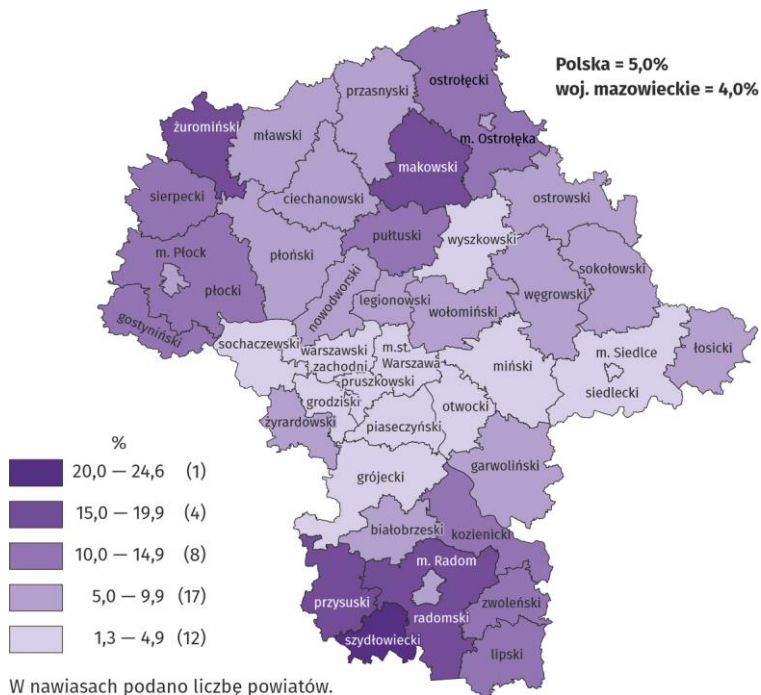 Polska = 5,0%
woj. mazowieckie = 4,0%
ostrołęcki
przasnyski
żuromiński
mławski
m. Ostrołęka
makowski
sierpecki
ciechanowski
ostrowski
pułtuski
wyszkowski
m. Płock
płoński
sokołowski
płocki
nowodworski
legionowski
wołomiński
węgrowski
gostyniński
sochaczewski
warszawski
zachodni
m.st.
Warszawa
miński
m. Siedlce
łosicki
pruszkowski
siedlecki
grodziski
otwocki
piaseczyński
żyrardowski
grójecki
garwoliński
białobrzeski
kozienicki
m. Radom
przysuski
zwoleński
radomski
szydłowiecki
lipski
%
20,0 — 24,6 (1)
15,0 — 19,9 (4)
10,0 — 14,9 (8)
5,0 — 9,9 (17)
1,3 — 4,9 (12)
W nawiasach podano liczbę powiatów.